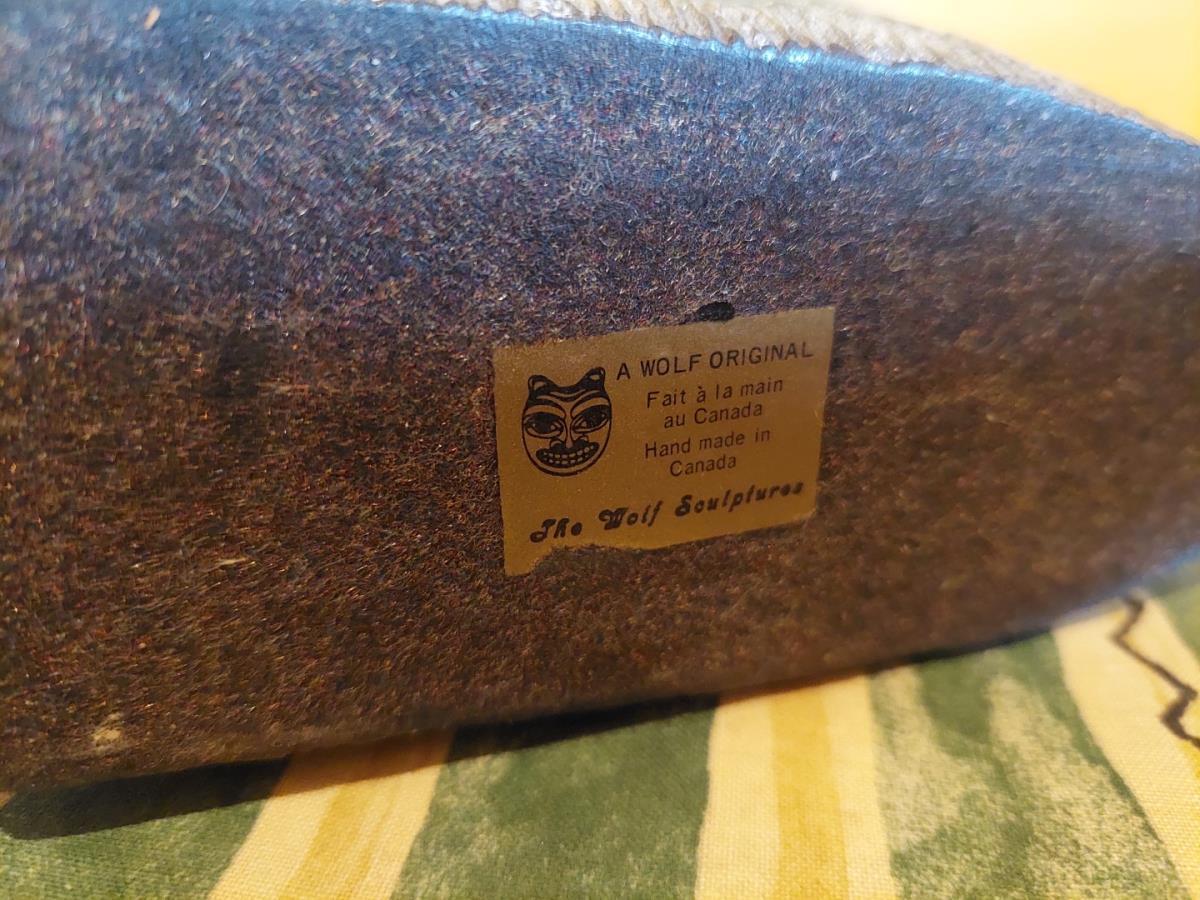 A WOLF ORIGINAL
Fait à la main
au Canada
Hand made in
Canada
The Wolf Sculptures